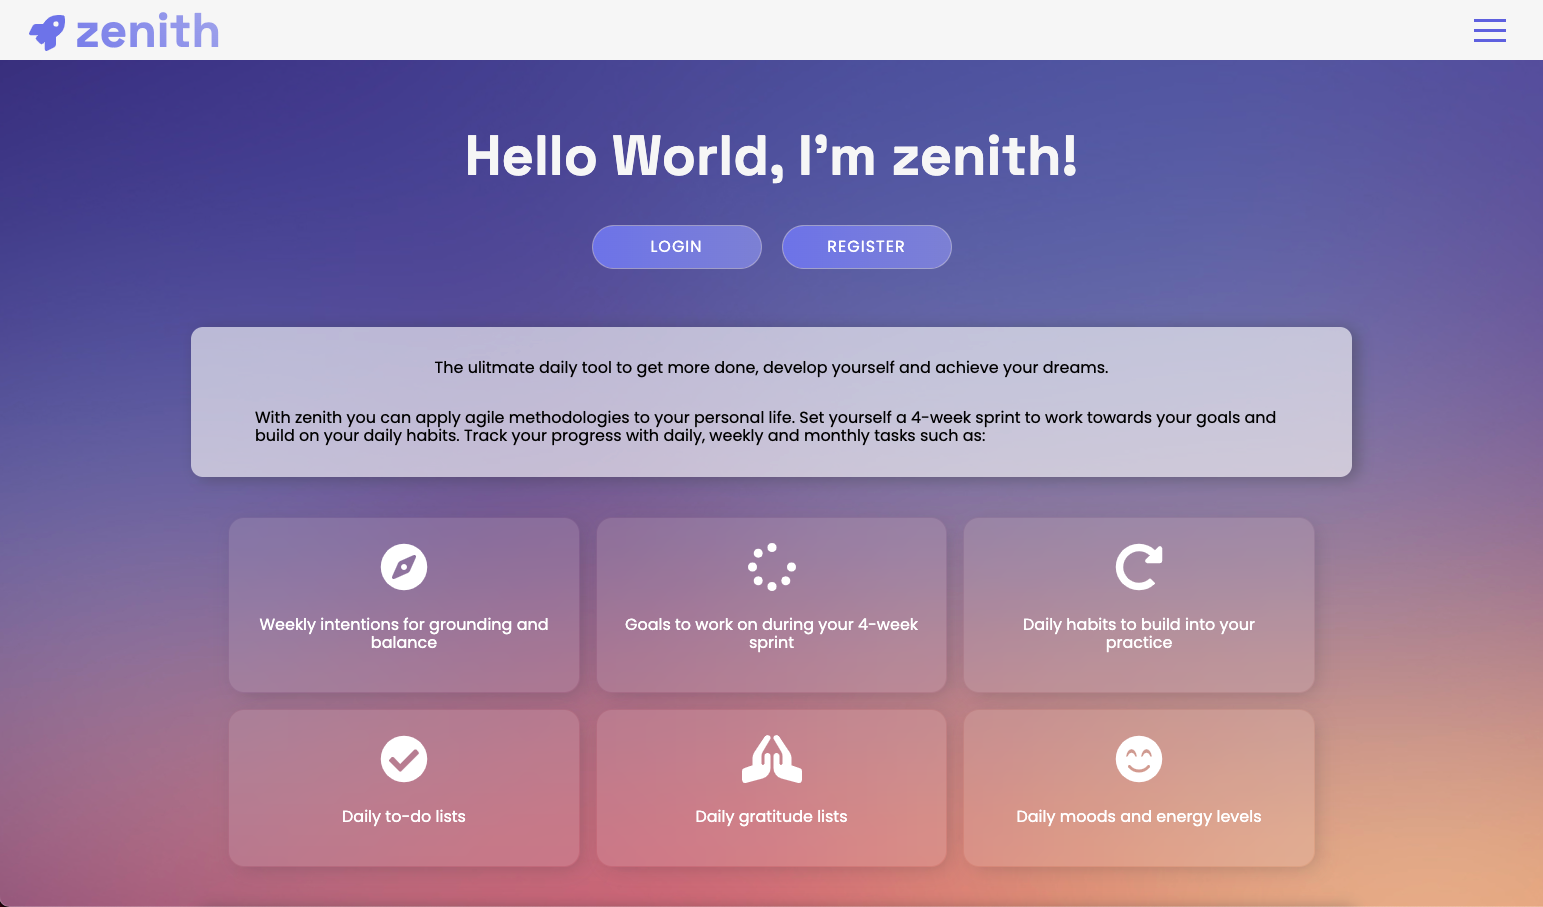 zenith
Hello World, I'm zenith!
LOGIN
REGISTER
The ulitmate daily tool to get more done, develop yourself and achieve your dreams.
With zenith you can apply agile methodologies to your personal life. Set yourself a 4-week sprint to work towards your goals and
build on your daily habits. Track your progress with daily, weekly and monthly tasks such as:
Weekly intentions for grounding and
balance
Goals to work on during your 4-week
sprint
Daily habits to build into your
practice
Daily to-do lists
Daily gratitude lists
Daily moods and energy levels